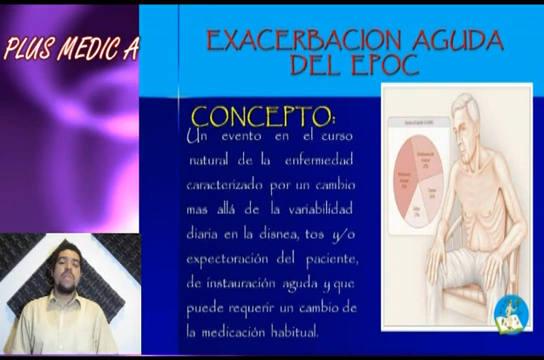 PLUS MEDIC A
EXACERBACION AGUDA
DEL EPOC
CONCEPTO:
Un evento en el curso
natural de la enfermedad
caracterizado por un cambio
mas allá de la variabilidad
diaria en la disnea, tos y/o
expectoración del paciente,
de instauración aguda y que
puede requerir un cambio de
la medicación habitual.